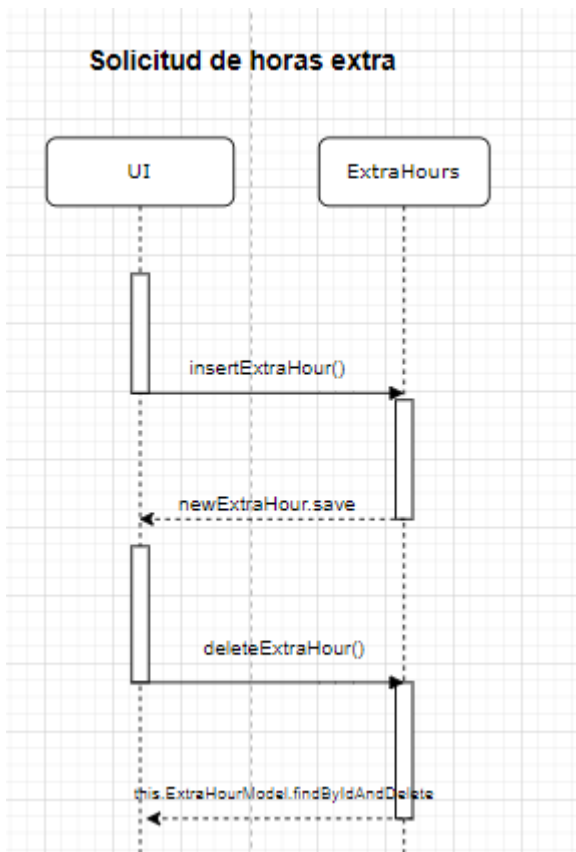 Solicitud de horas extra
UI
ExtraHours
insertExtraHour()
newExtraHour.save
deleteExtraHour()
this.ExtraHourModel.findByIdAndDelete